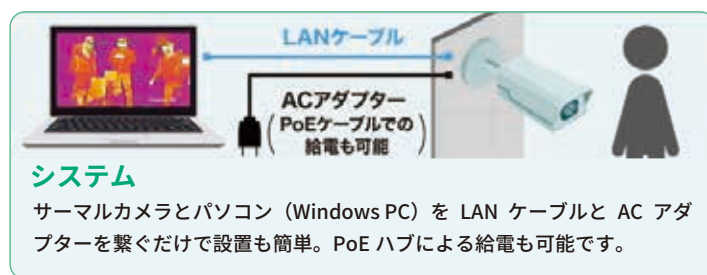 LANケーブル
ACアダプター
(PoEケーブルでの
給電も可能)
システム
サーマルカメラとパソコン（Windows PC）を LAN ケーブルと AC アダ
プターを繋ぐだけで設置も簡単。PoE ハブによる給電も可能です。